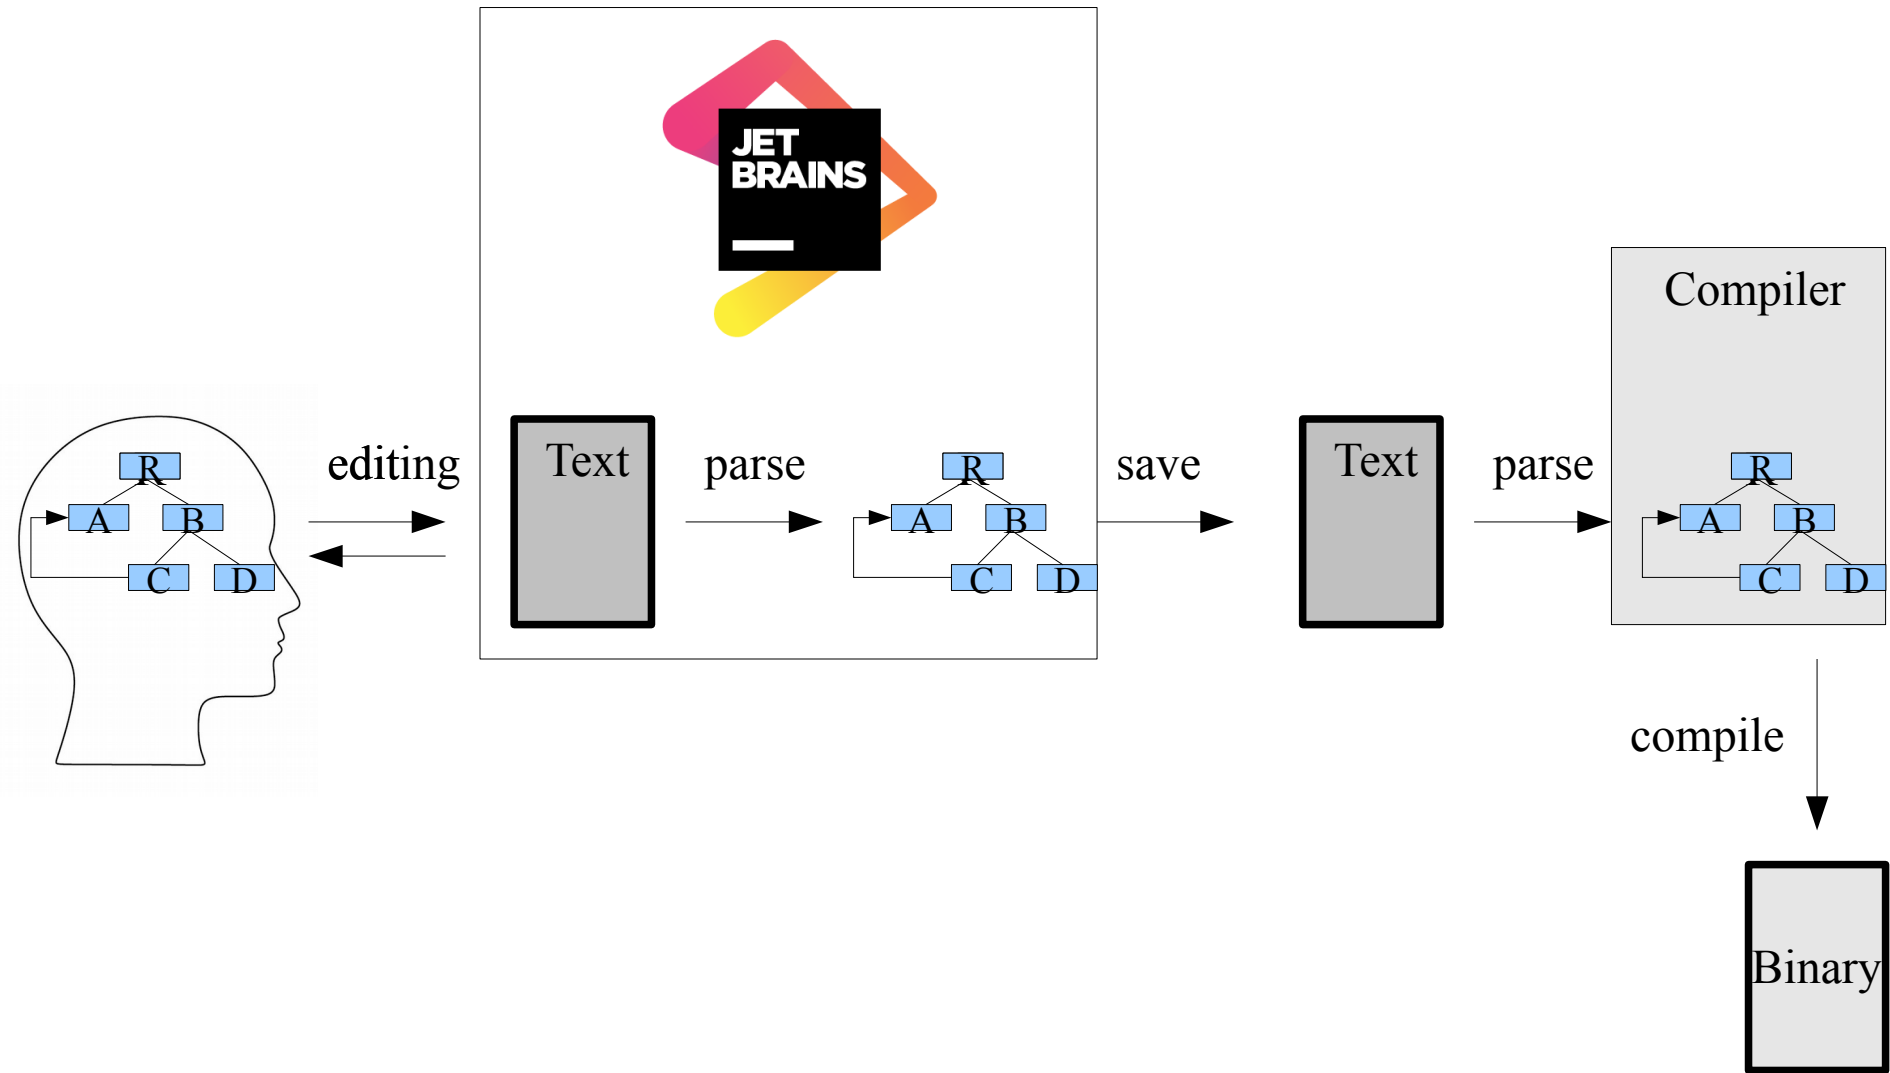 JET
BRAINS
Compiler
R
A
B
C
D
editing
Text
parse
R
A
B
C
D
save
Text
parse
R
A
B
C
D
compile
Binary